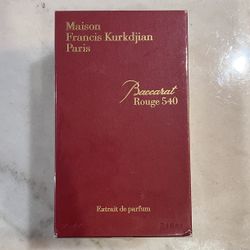 Maison
Francis Kurkdjian
Paris
Baccarat
Rouge 540
Extrait de parfum